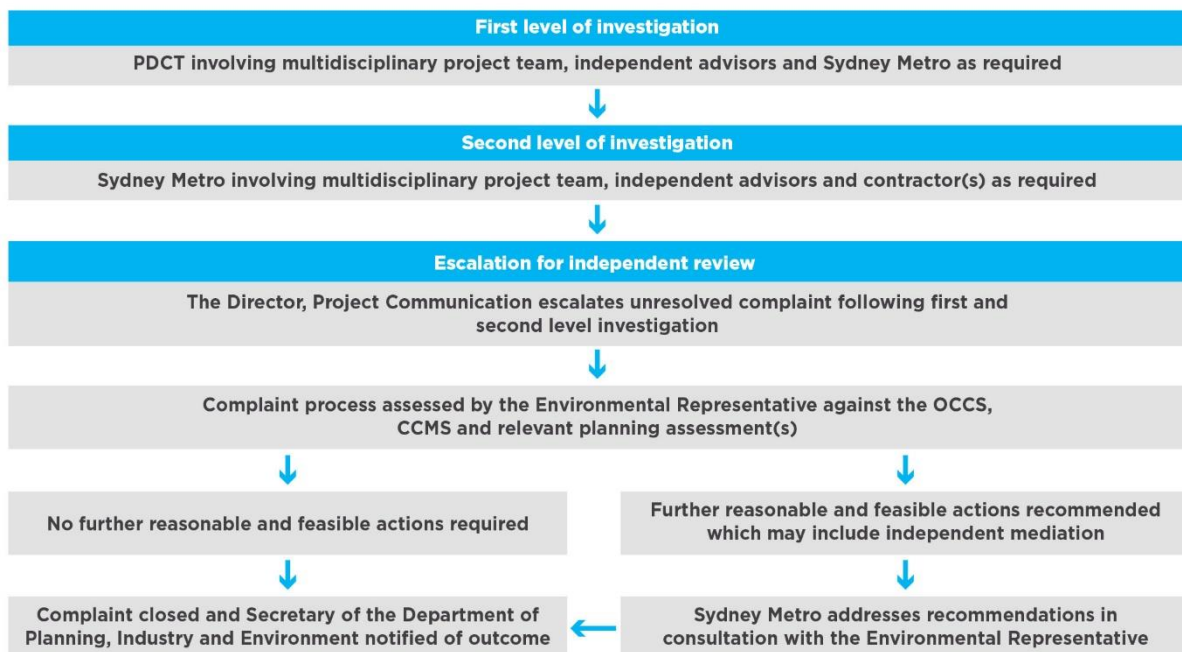 First level of investigation
PDCT involving multidisciplinary project team, independent advisors and Sydney Metro as required
Second level of investigation
Sydney Metro involving multidisciplinary project team, independent advisors and contractor(s) as required
Escalation for independent review
The Director, Project Communication escalates unresolved complaint following first and
second level investigation
Complaint process assessed by the Environmental Representative against the OCCS,
CCMS and relevant planning assessment(s)
No further reasonable and feasible actions required
Further reasonable and feasible actions recommended
which may include independent mediation
Complaint closed and Secretary of the Department of
Planning, Industry and Environment notified of outcome
Sydney Metro addresses recommendations in
consultation with the Environmental Representative